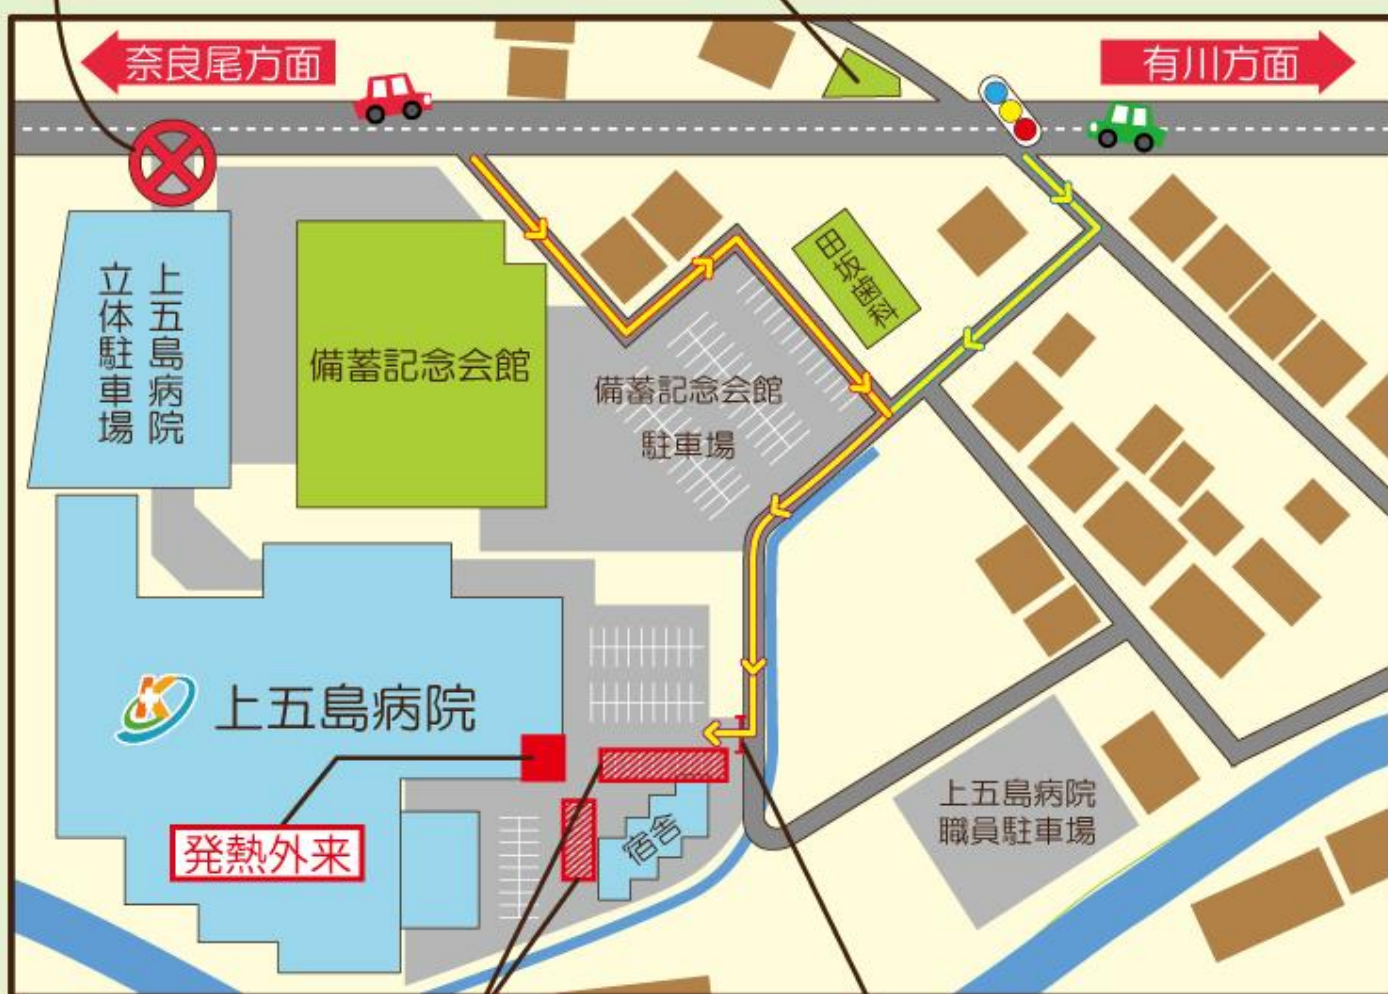 奈良尾方面
有川方面
上五島病院
立体駐車場
備蓄記念会館
田坂歯科
備蓄記念会館
駐車場
上五島病院
発熱外来
宿舎
上五島病院
職員駐車場